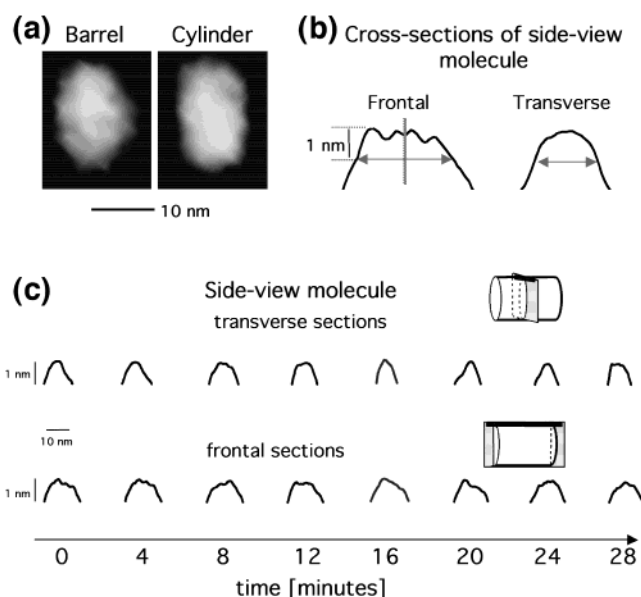 (a)
Barrel Cylinder
10 nm
(b)
Cross-sections of side-view
molecule
Frontal Transverse
1 nm
(c)
Side-view molecule
transverse sections
1 nm
10 nm
frontal sections
1 nm
0 4 8 12 16 20 24 28
time [minutes]